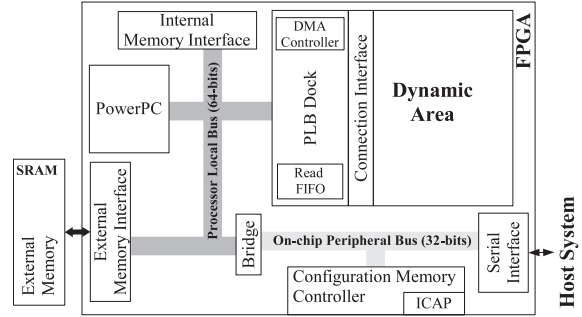 Internal
Memory Interface
DMA
Controller
FPGA
PowerPC
Processor Local Bus (64-bits)
PLB Dock
Connection Interface
Dynamic
Area
Read
FIFO
SRAM
External
Memory
External
Memory Interface
Bridge
On-chip Peripheral Bus (32-bits)
Serial
Interface
Host System
Configuration Memory
Controller
ICAP